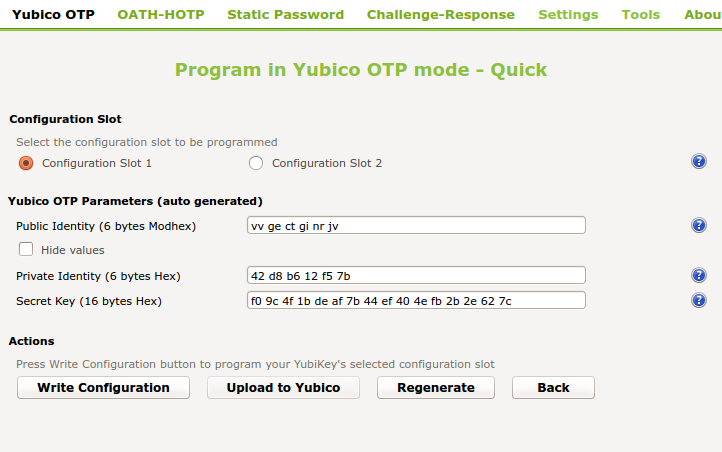 Yubico OTP OATH-HOTP Static Password Challenge-Response Settings Tools Abou
Program in Yubico OTP mode - Quick
Configuration Slot
Select the configuration slot to be programmed
Configuration Slot 1 Configuration Slot 2 ?
Yubico OTP Parameters (auto generated)
Public Identity (6 bytes Modhex) vv ge ct gi nr jv ?
Hide values
Private Identity (6 bytes Hex) 42 d8 b6 12 f5 7b ?
Secret Key (16 bytes Hex) f0 9c 4f 1b de af 7b 44 ef 40 4e fb 2b 2e 62 7c ?
Actions
Press Write Configuration button to program your YubiKey's selected configuration slot
Write Configuration Upload to Yubico Regenerate Back